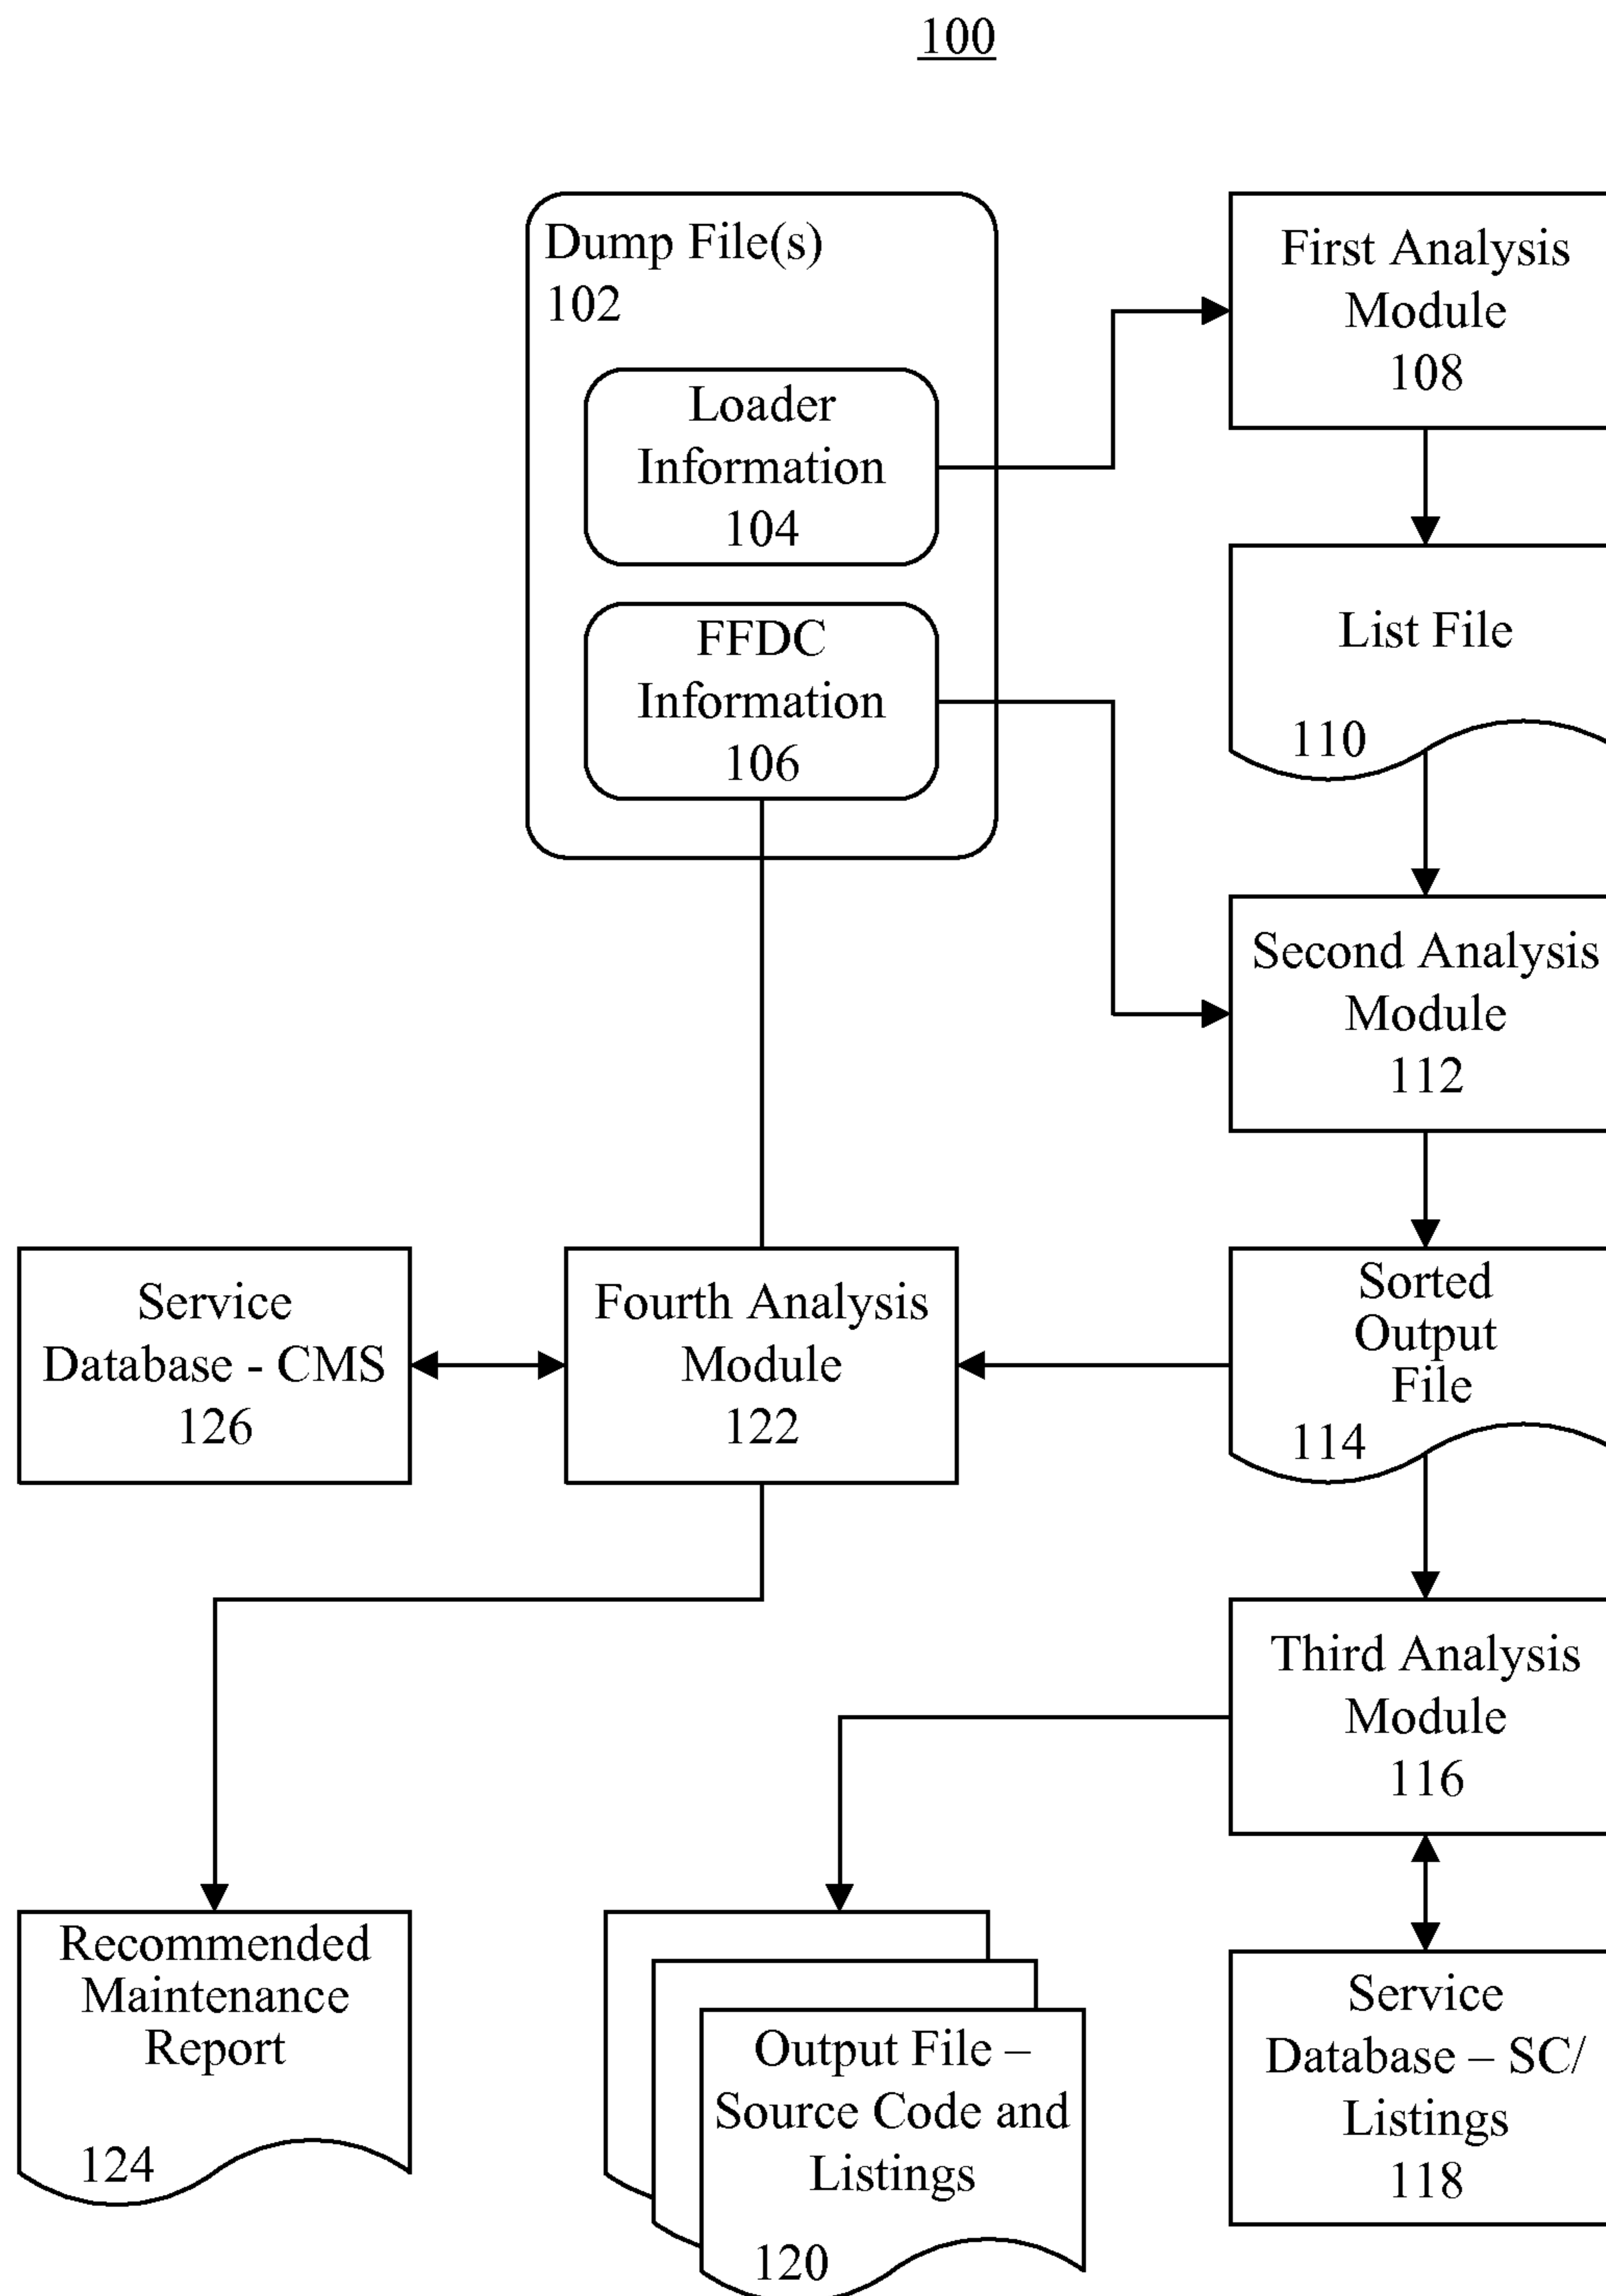 100
Dump File(s)
102
Loader
Information
104
FFDC
Information
106
First Analysis
Module
108
List File
110
Second Analysis
Module
112
Sorted
Output
File
114
Fourth Analysis
Module
122
Service
Database - CMS
126
Third Analysis
Module
116
Recommended
Maintenance
Report
124
Output File –
Source Code and
Listings
120
Service
Database – SC/
Listings
118